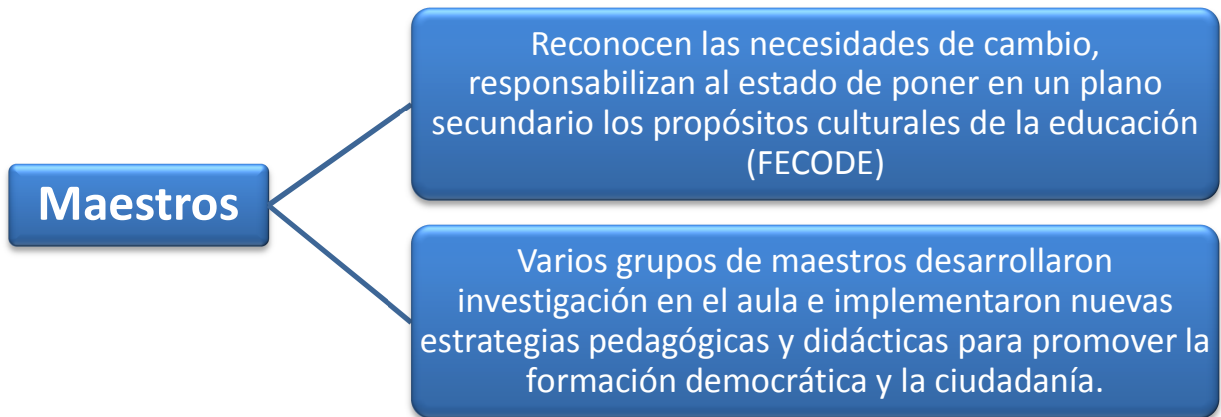 Maestros
Reconocen las necesidades de cambio,
responsabilizan al estado de poner en un plano
secundario los propósitos culturales de la educación
(FECODE)
Varios grupos de maestros desarrollaron
investigación en el aula e implementaron nuevas
estrategias pedagógicas y didácticas para promover la
formación democrática y la ciudadanía.